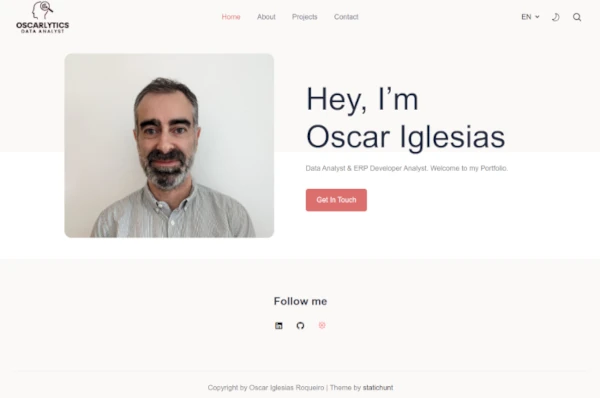 OSCARLYTICS
DATA ANALYST
Home
About
Projects
Contact
EN
Hey, I'm
Oscar Iglesias
Data Analyst & ERP Developer Analyst. Welcome to my Portfolio.
Get In Touch
Follow me
Copyright by Oscar Iglesias Roqueiro | Theme by statichunt